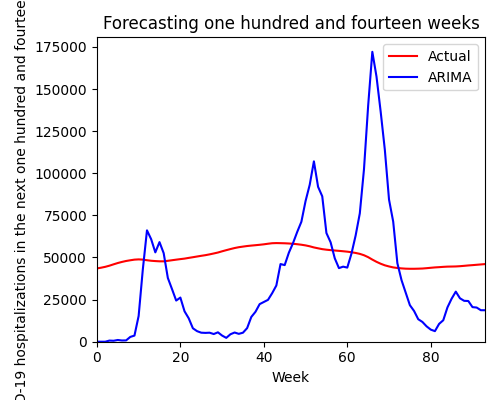 Forecasting one hundred and fourteen weeks
175000
150000
125000
100000
75000
50000
25000
0
0
20
40
60
80
Week
Actual
ARIMA
D-19 hospitalizations in the next one hundred and fourtee